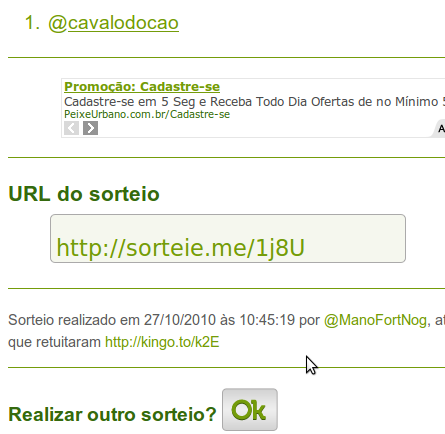 1. @cavalodocao
Promoção: Cadastre-se
Cadastre-se em 5 Seg e Receba Todo Dia Ofertas de no Mínimo 5
PeixeUrbano.com.br/Cadastre-se
URL do sorteio
http://sorteie.me/1j8U
Sorteio realizado em 27/10/2010 às 10:45:19 por @ManoFortNog, at
que retuitaram http://kingo.to/k2E
Realizar outro sorteio? Ok